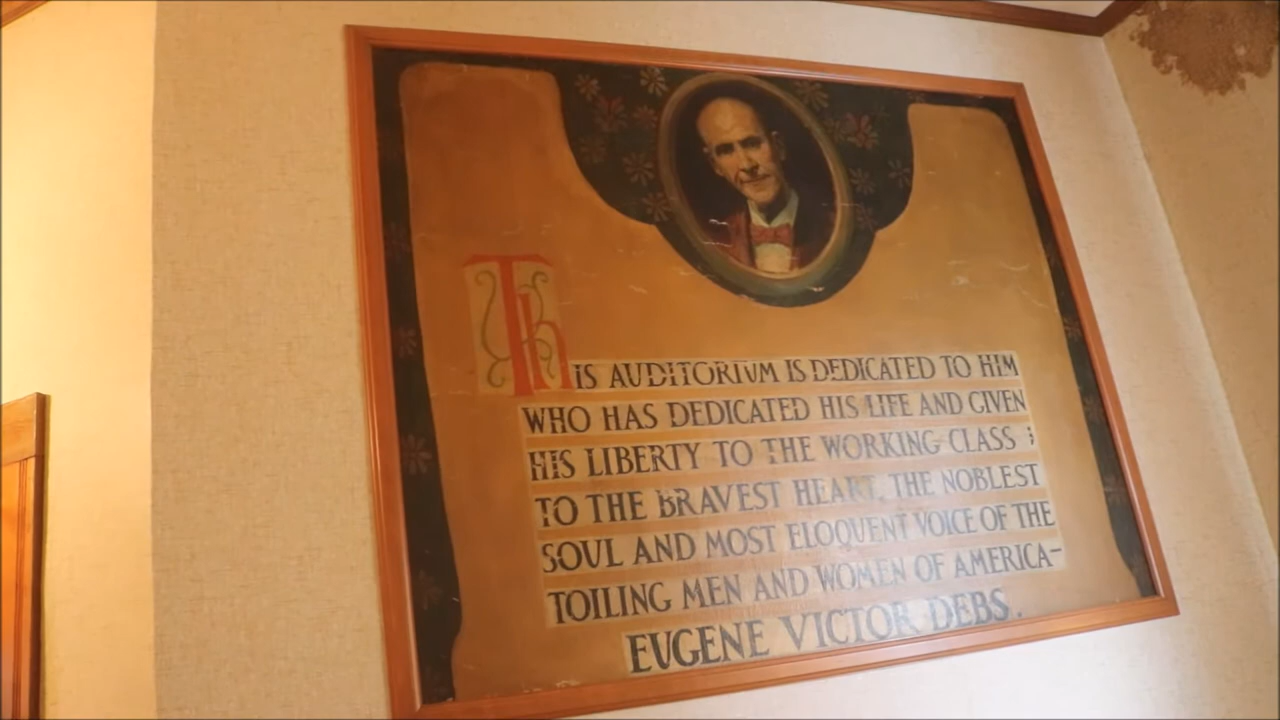 This AUDITORIUM IS DEDICATED TO HIM
WHO HAS DEDICATED HIS LIFE AND GIVEN
HIS LIBERTY TO THE WORKING CLASS ;
TO THE BRAVEST HEART, THE NOBLEST
SOUL AND MOST ELOQUENT VOICE OF THE
TOILING MEN AND WOMEN OF AMERICA-
EUGENE VICTOR DEBS.